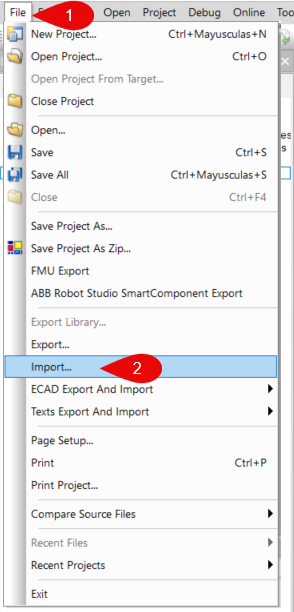 File
1
Open
Project
Debug
Online
New Project...
Ctrl+Mayusculas+N
Open Project...
Ctrl+O
Open Project From Target...
Close Project
Open...
Save
Ctrl+S
Save All
Ctrl+Mayusculas+S
Close
Ctrl+F4
Save Project As...
Save Project As Zip...
FMU Export
ABB Robot Studio SmartComponent Export
Export Library...
Export...
Import...
2
ECAD Export And Import
Texts Export And Import
Page Setup...
Print
Ctrl+P
Print Project...
Compare Source Files
Recent Files
Recent Projects
Exit